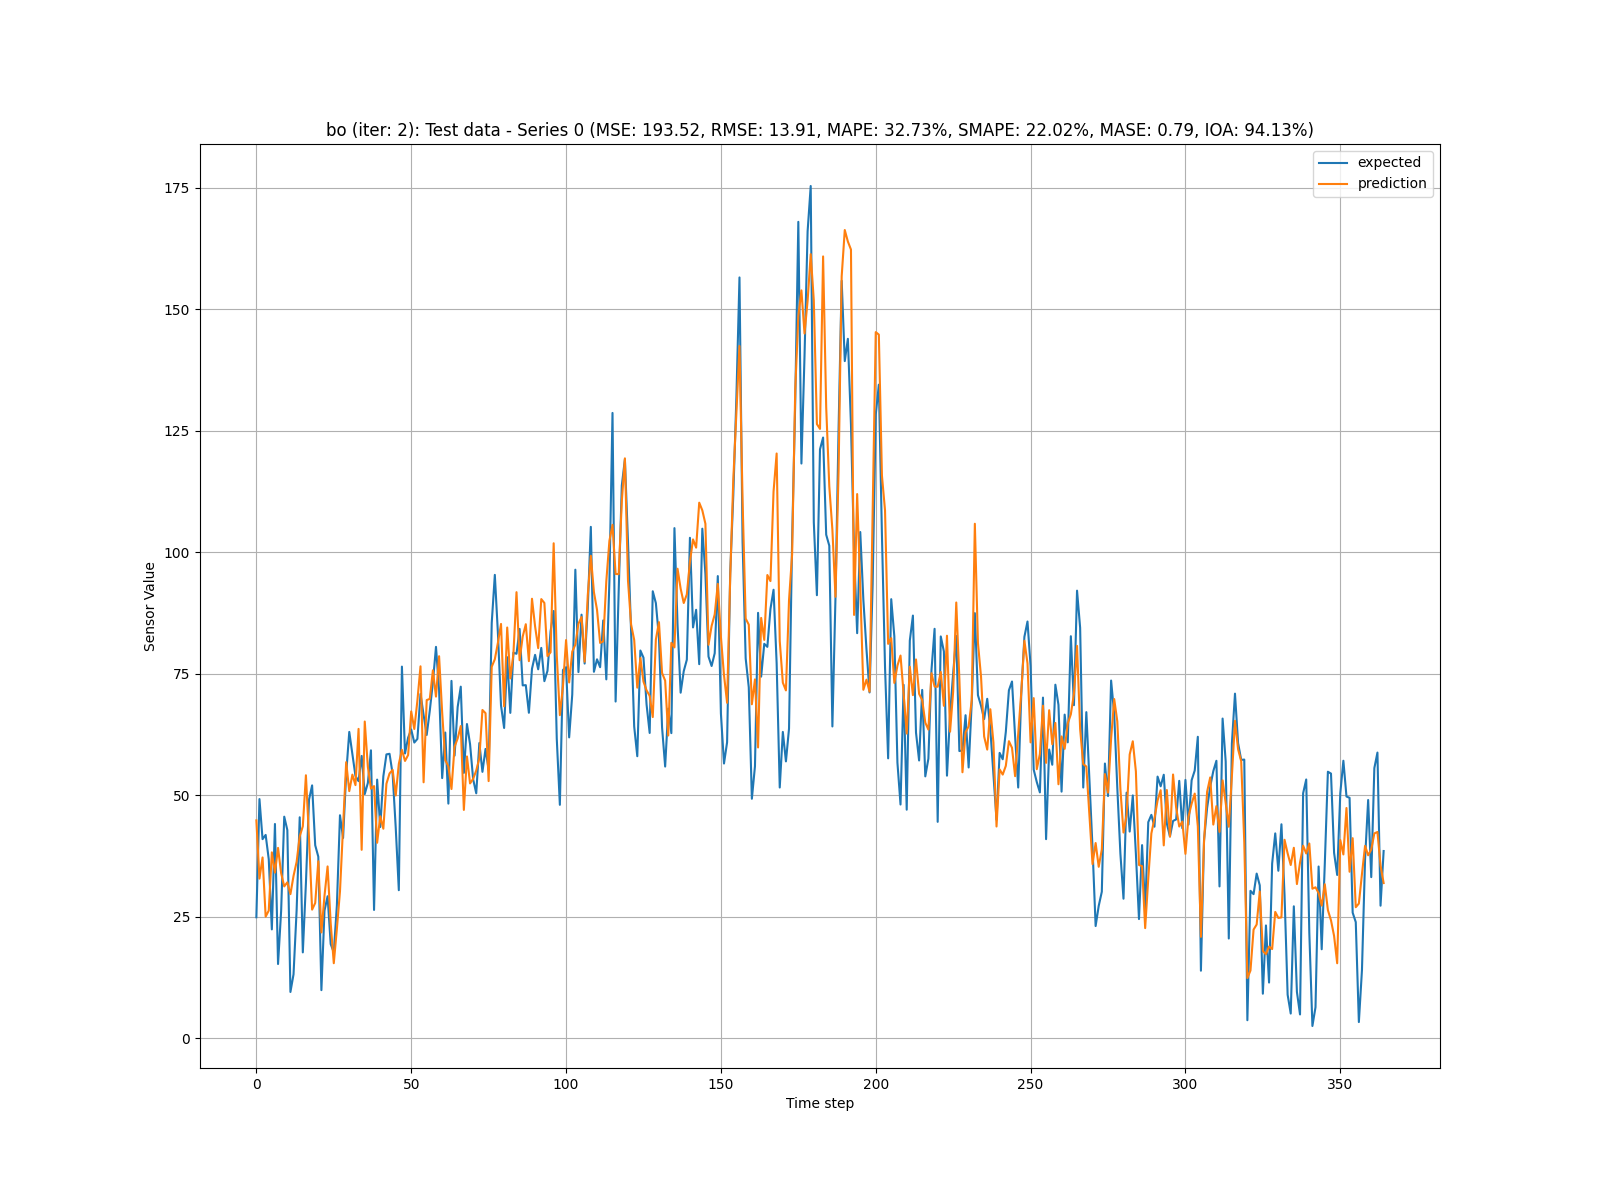 bo (iter: 2): Test data - Series 0 (MSE: 193.52, RMSE: 13.91, MAPE: 32.73%, SMAPE: 22.02%, MASE: 0.79, IOA: 94.13%)
expected
prediction
175
150
125
100
75
50
25
0
Sensor Value
0 50 100 150 200 250 300 350
Time step